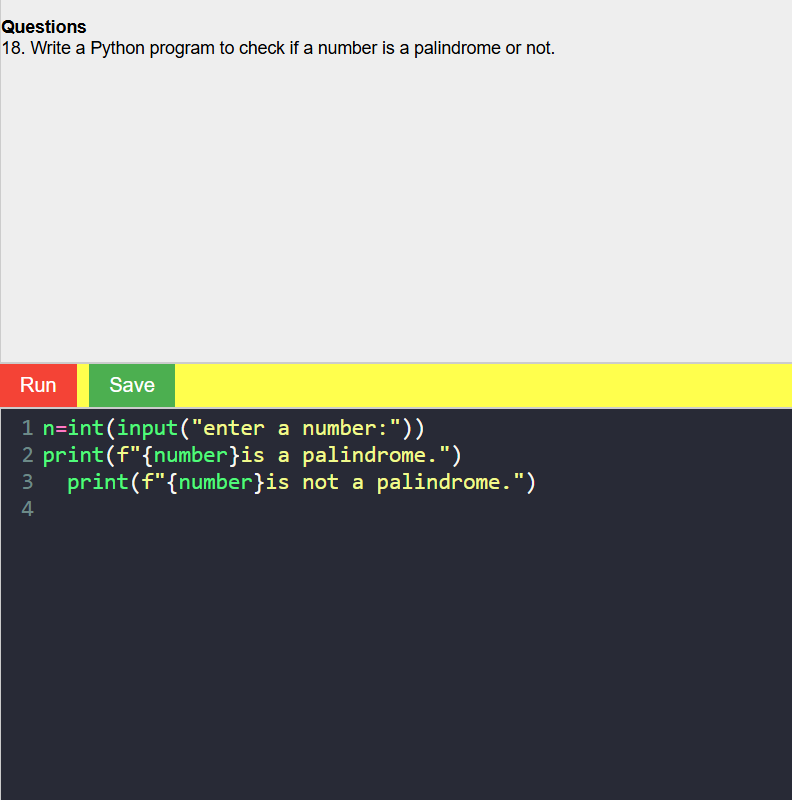 Questions
18. Write a Python program to check if a number is a palindrome or not.
Run Save
1 n=int(input("enter a number:"))
2 print(f"{number}is a palindrome.")
3   print(f"{number}is not a palindrome.")
4